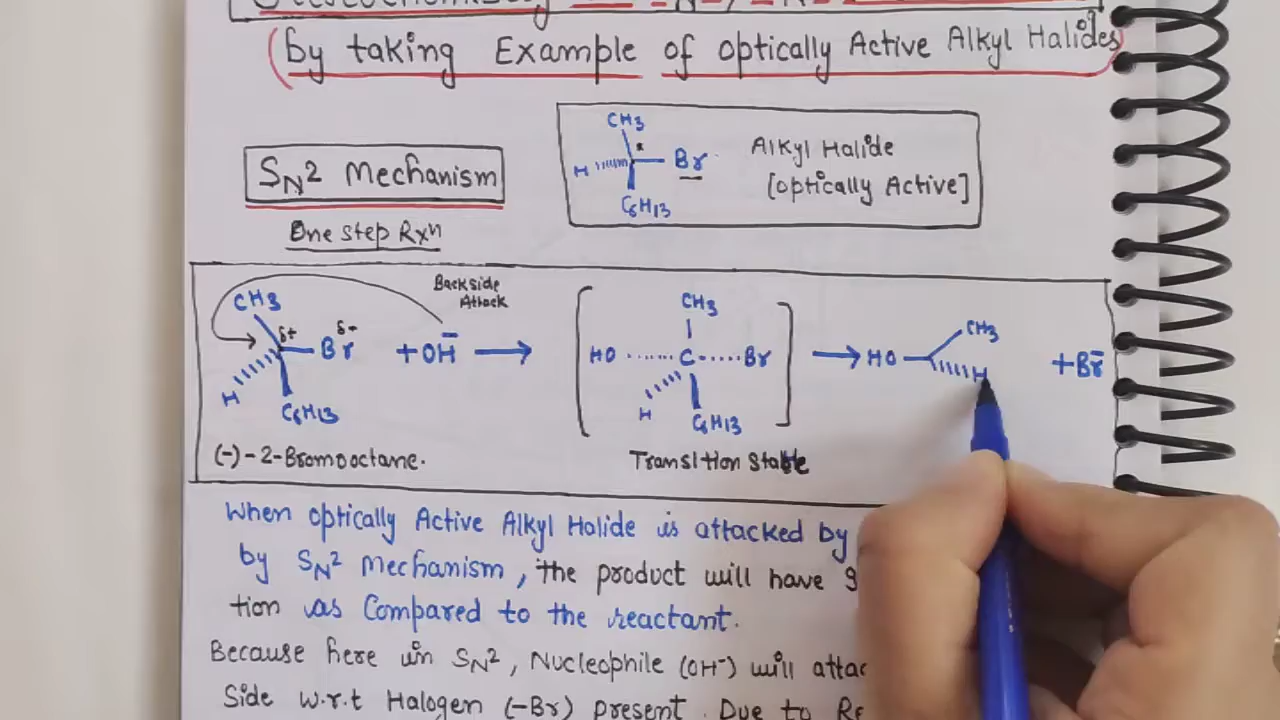 by taking Example of optically Active Alkyl Halides
CH3
H
*
Br
C6H13
Alkyl Halide
[optically Active]
SN2 Mechanism
One step Rxn
Backside
Attack
CH3
δ+
δ-
Br
H
C6H13
+OH-
CH3
HO
C
Br
H
C6H13
HO
CH3
H
+Br-
(-)-2-Bromooctane.
Transition State
When optically Active Alkyl Halide is attacked by
by SN2 mechanism, the product will have
tion as Compared to the reactant.
Because here in SN2, Nucleophile (OH-) will
Side w.r.t Halogen (-Br) present. Due to